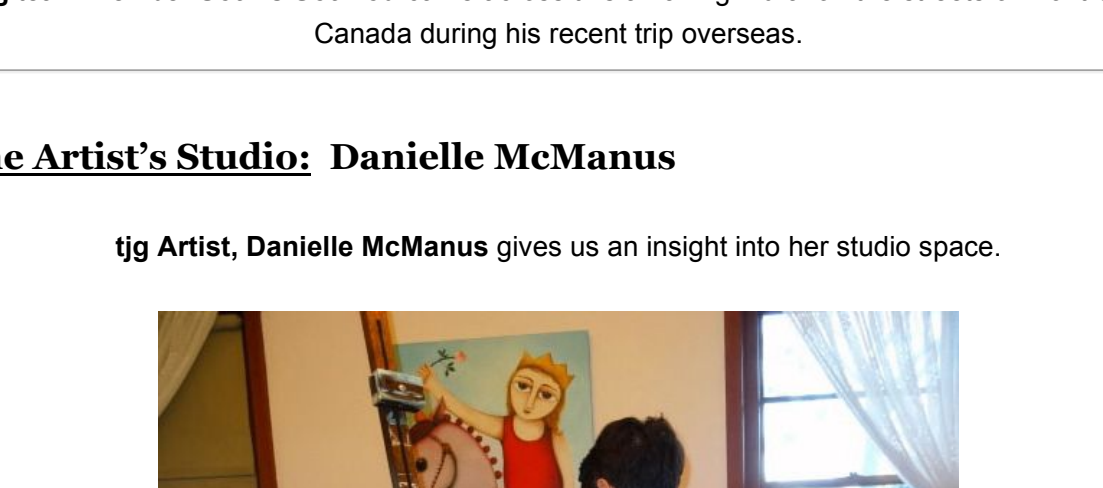 Canada during his recent trip overseas.
Artist's Studio: Danielle McManus
tjg Artist, Danielle McManus gives us an insight into her studio space.